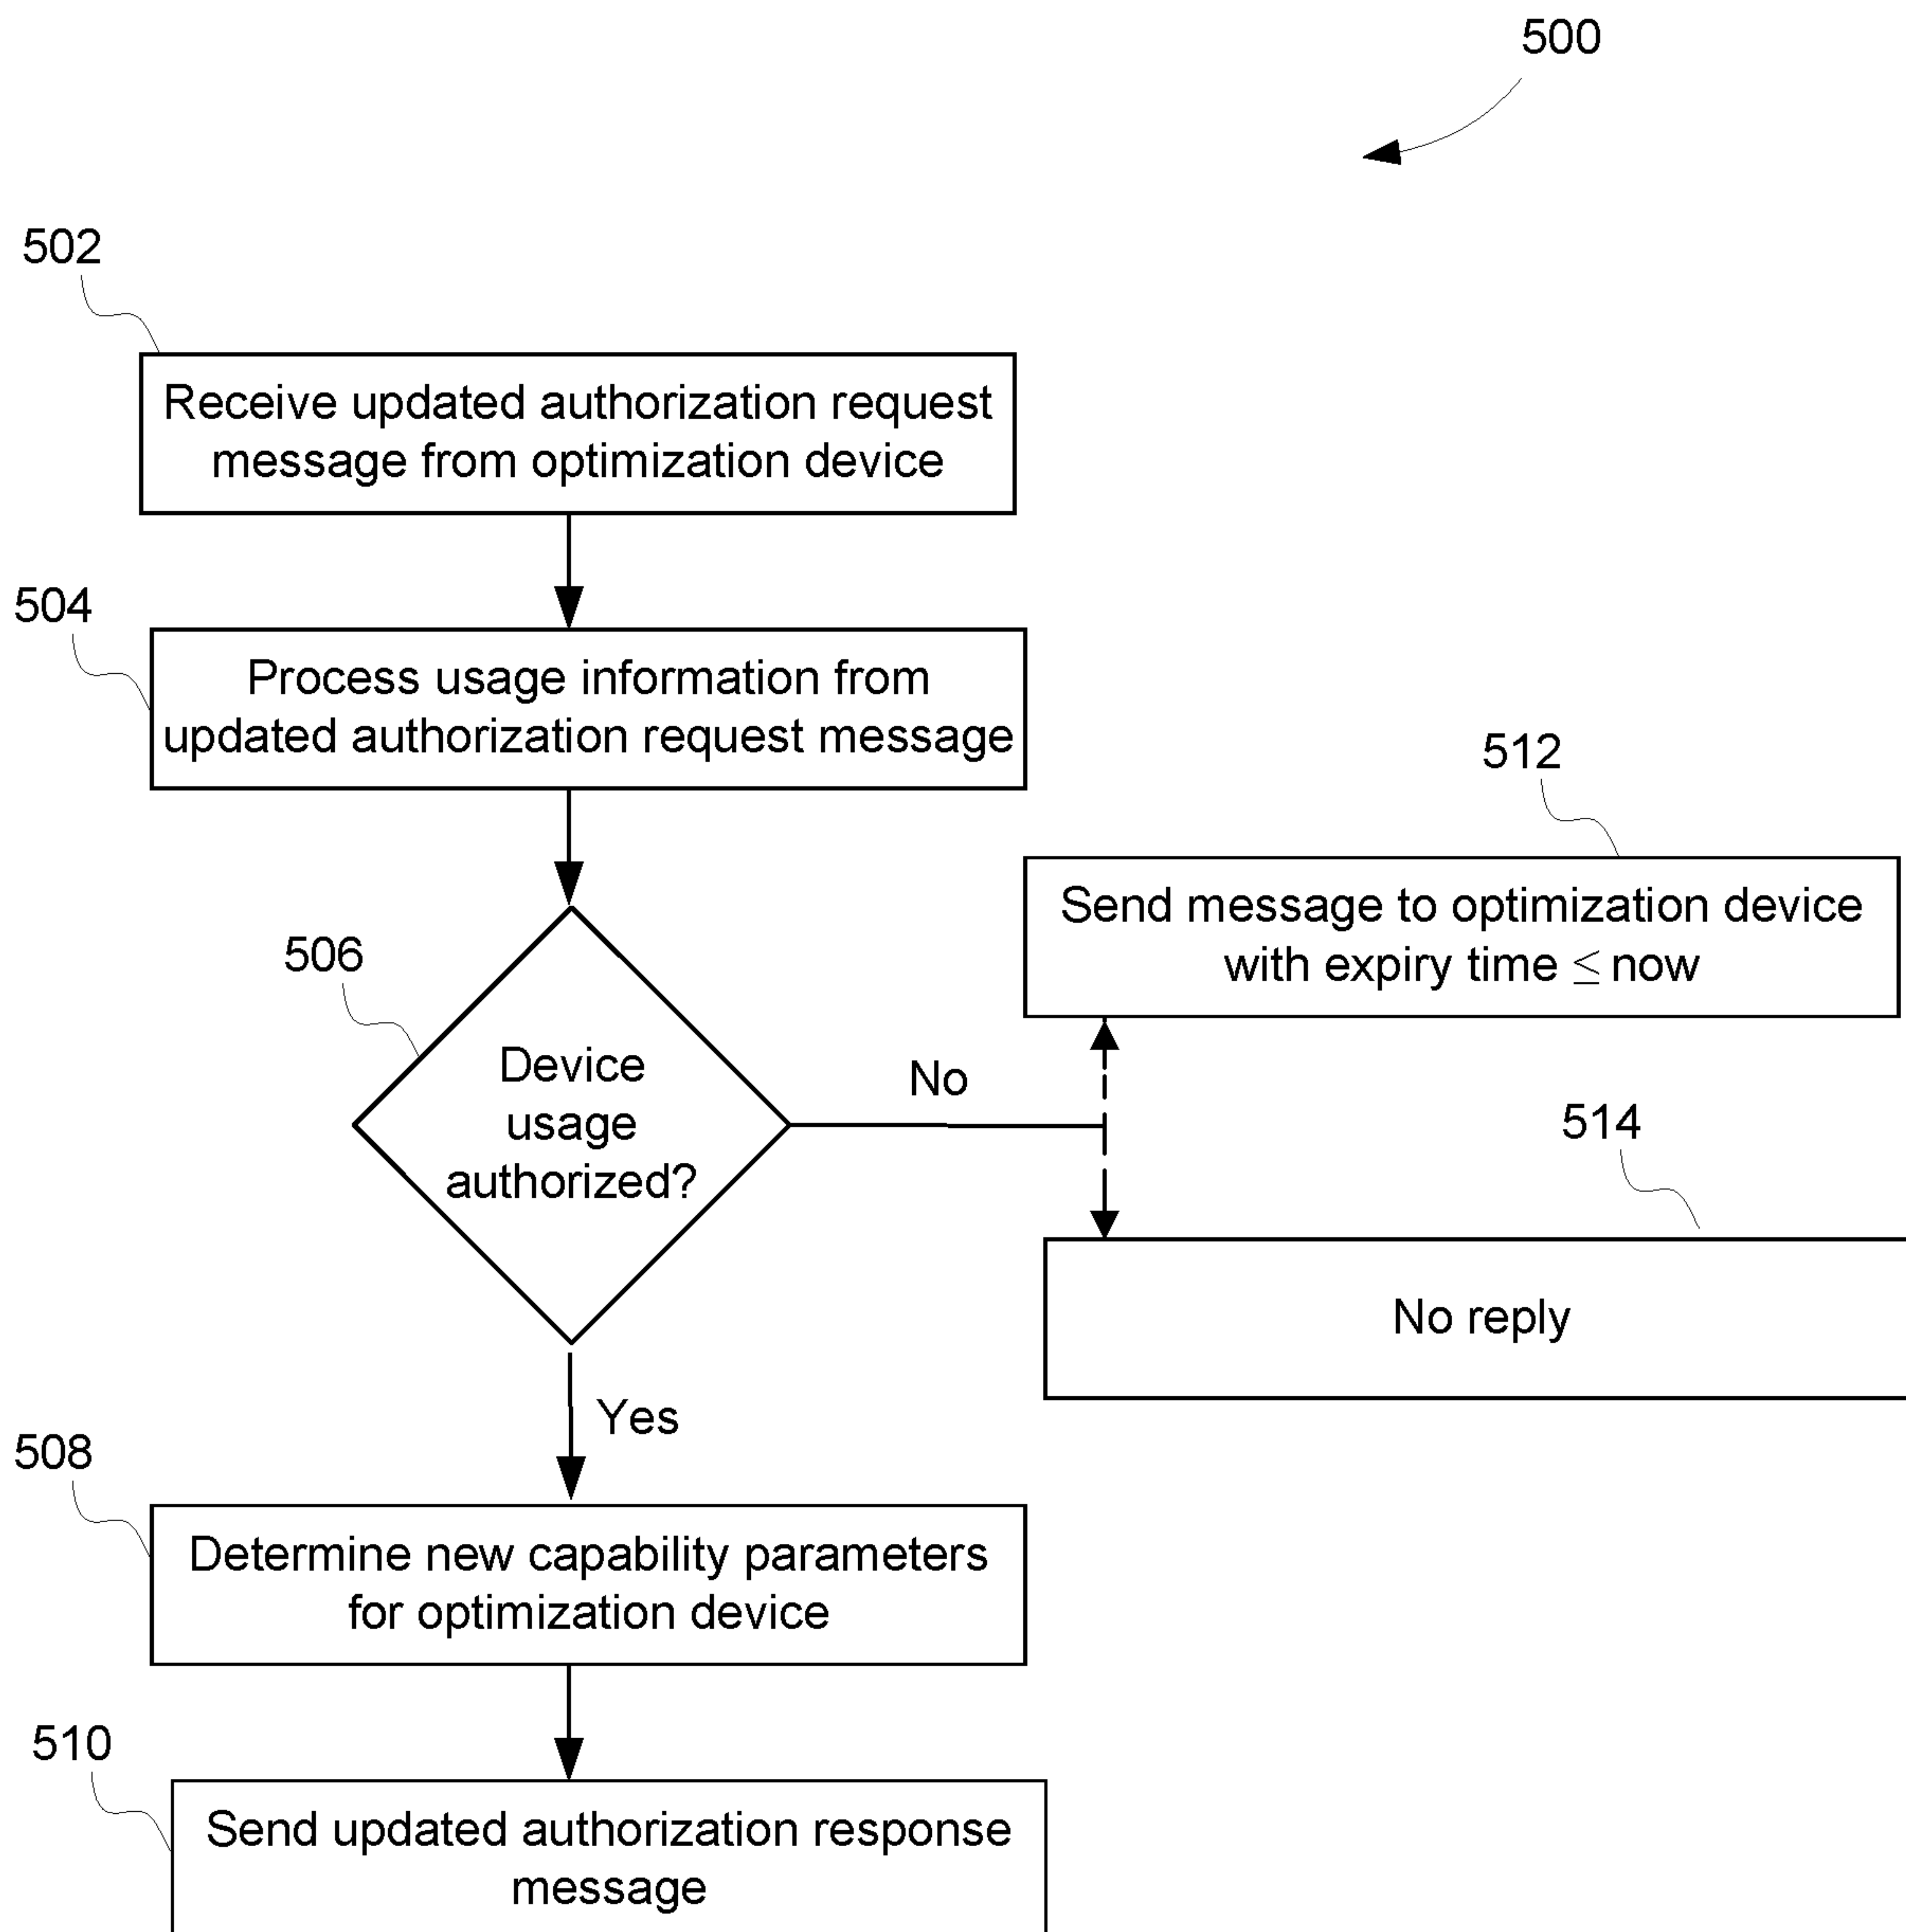 500
502
Receive updated authorization request
message from optimization device
504
Process usage information from
updated authorization request message
512
Send message to optimization device
with expiry time ≤ now
506
Device
usage
authorized?
No
514
No reply
Yes
508
Determine new capability parameters
for optimization device
510
Send updated authorization response
message